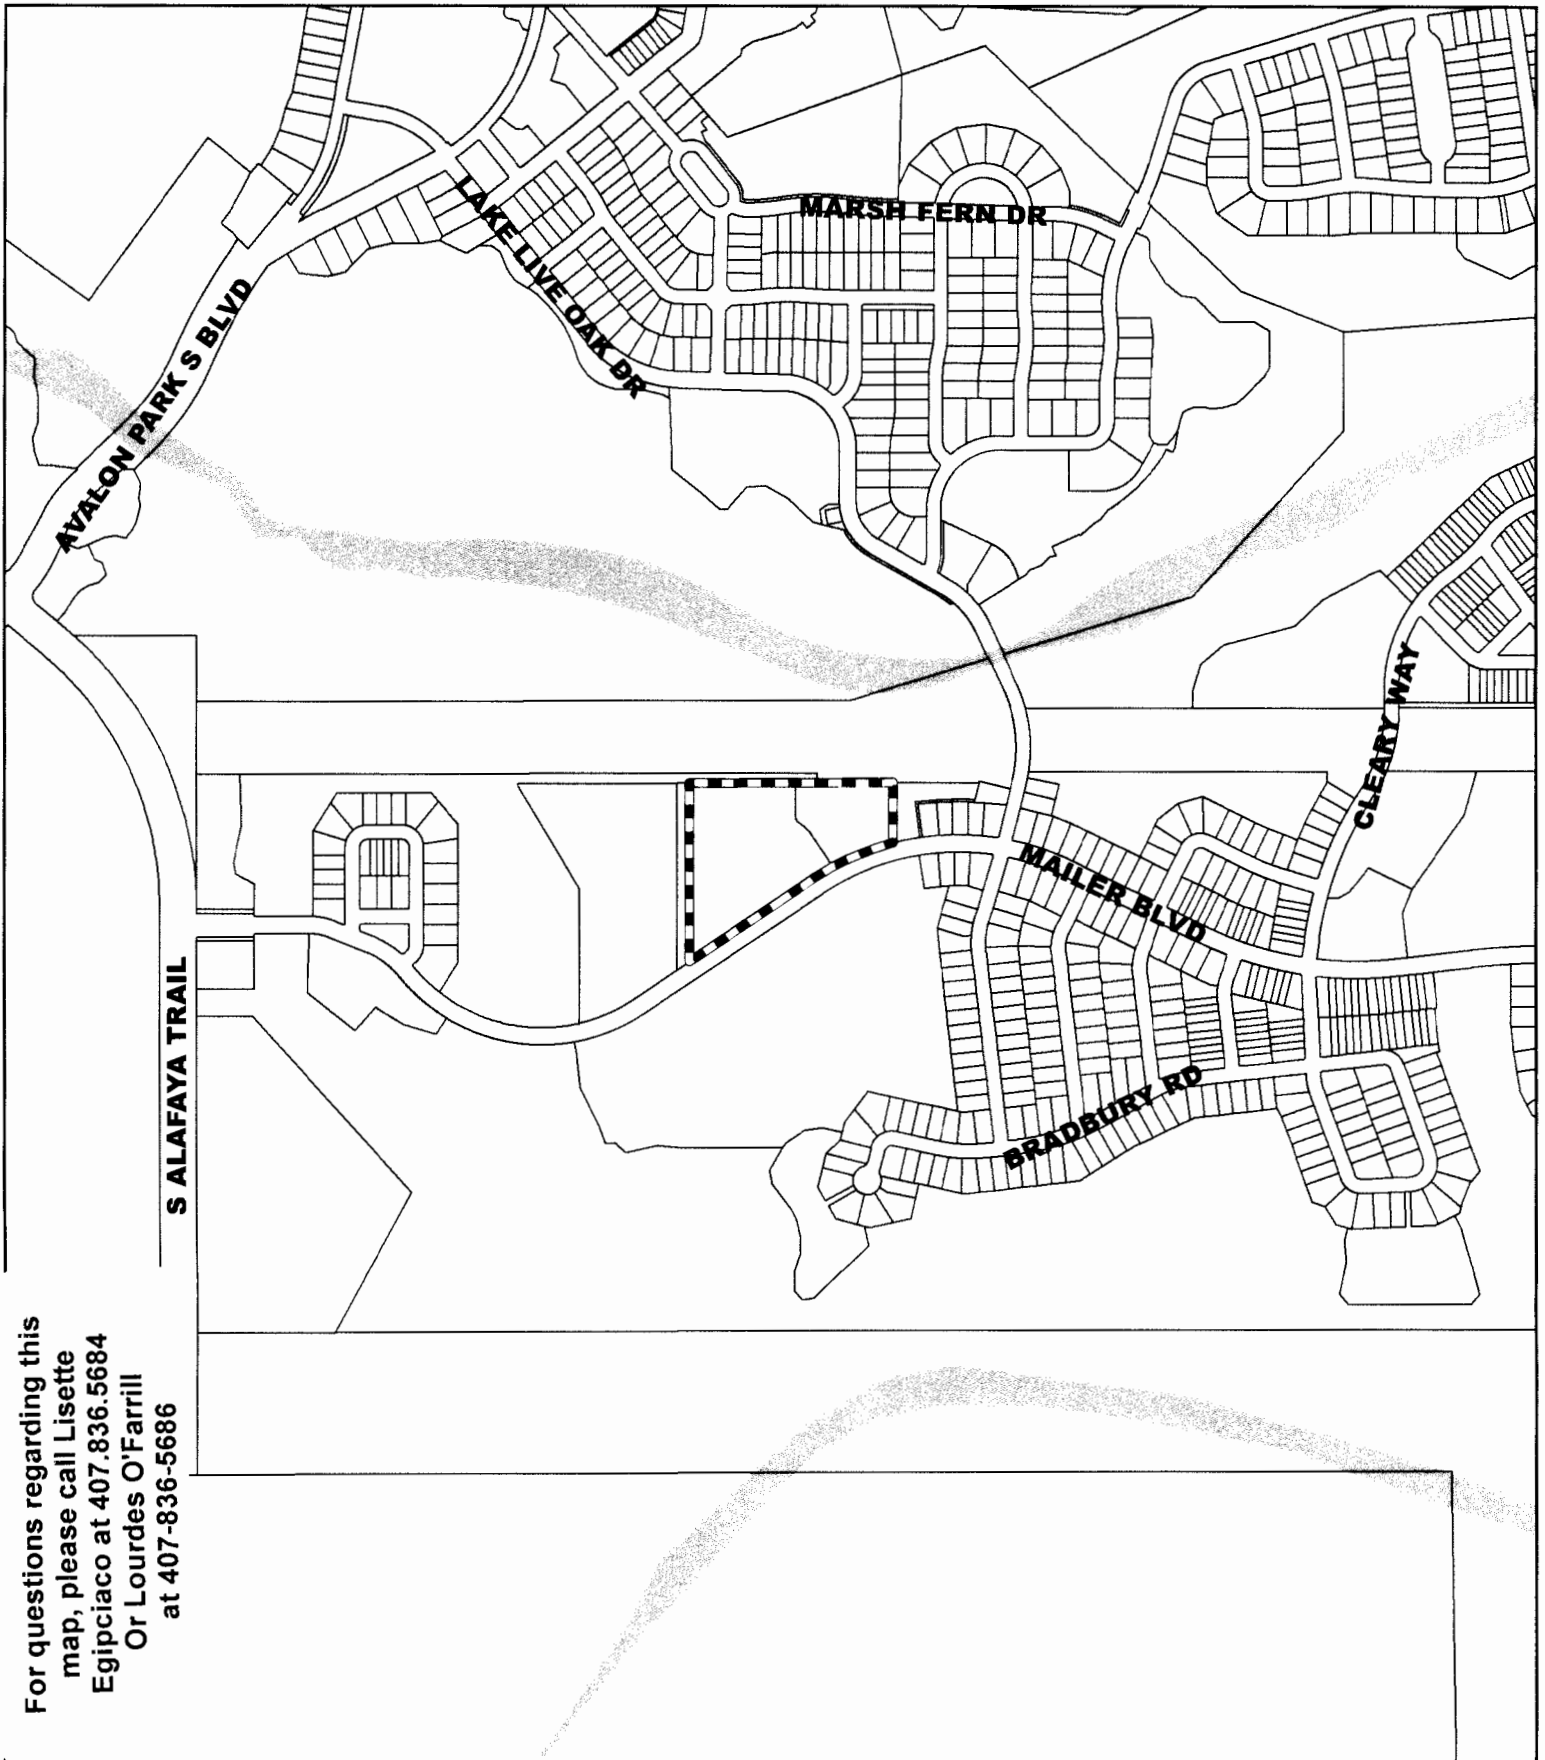 MARSH FERN DR
LAKE LIVE OAK DR
AVALON PARK S BLVD
CLEARY WAY
MAILER BLVD
BRADBURY RD
S ALAFAYA TRAIL
For questions regarding this
map, please call Lisette
Egipciaco at 407.836.5684
Or Lourdes O'Farrill
at 407-836-5686